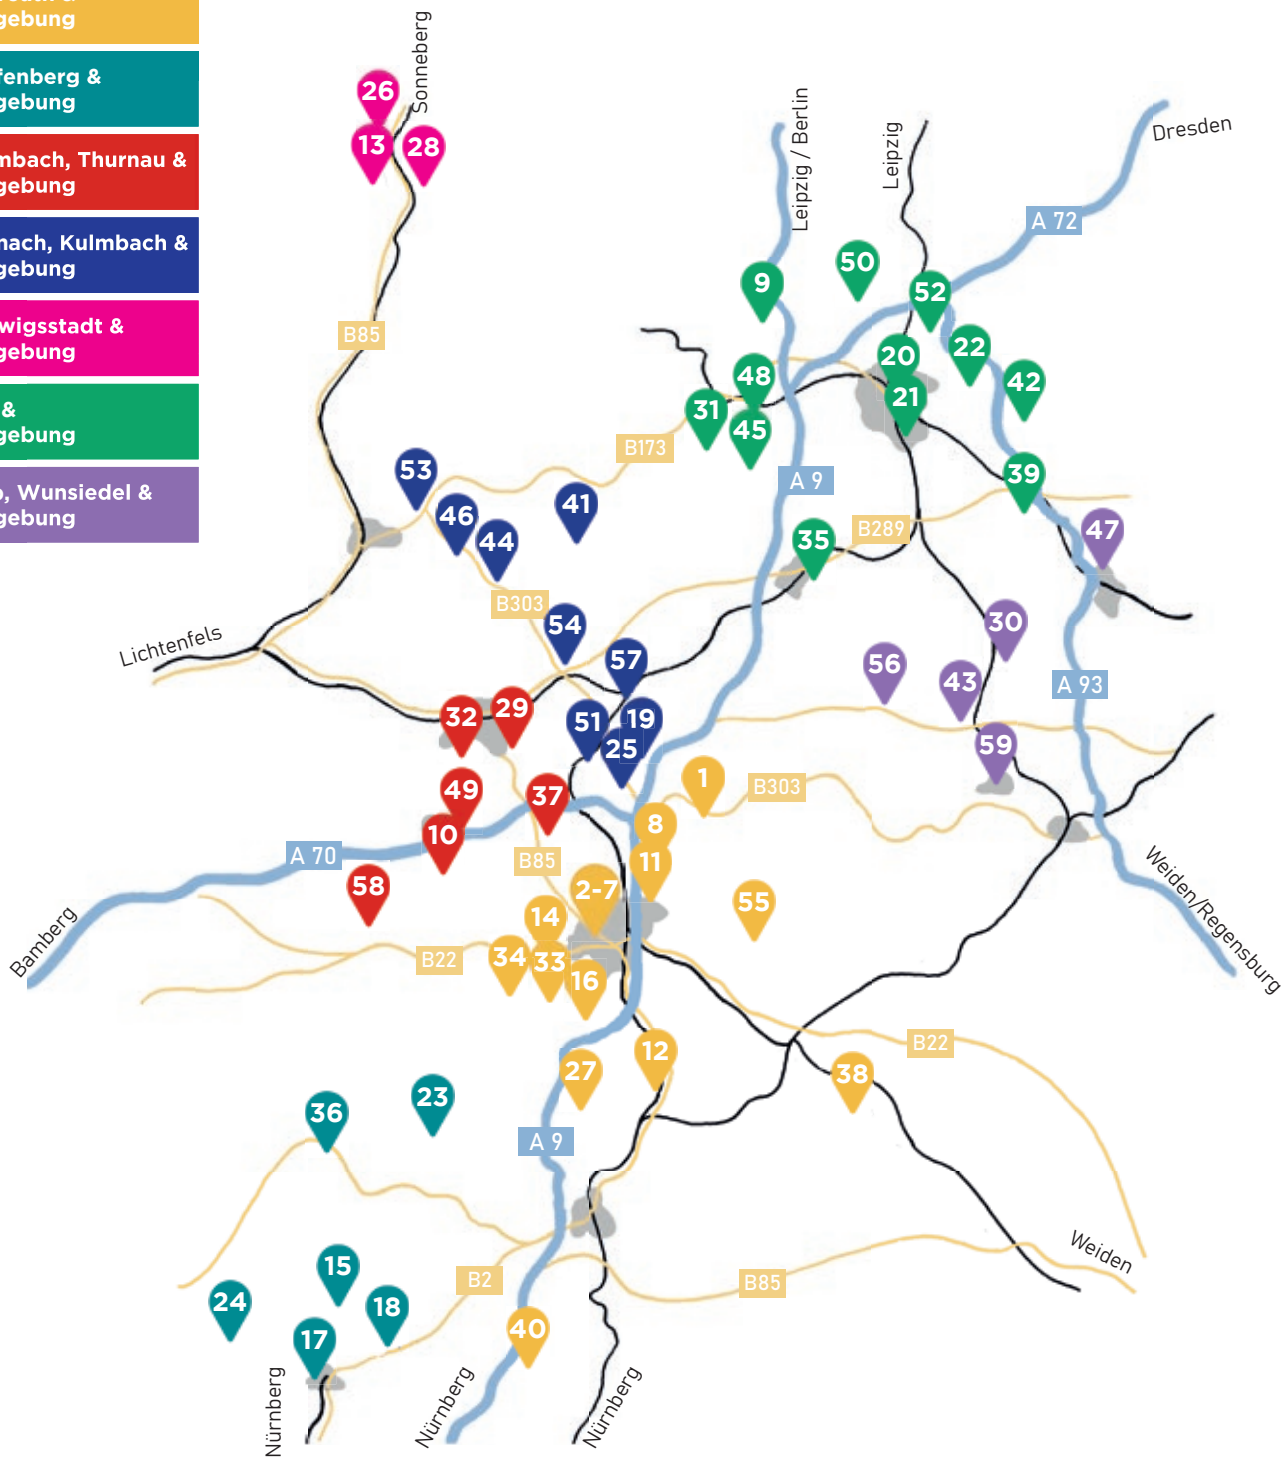 gebung
fenberg &
gebung
mbach, Thurnau &
gebung
nach, Kulmbach &
gebung
wigsstadt &
gebung
&
gebung
, Wunsiedel &
gebung
Sonneberg
26
13
28
Leipzig / Berlin
Leipzig
Dresden
A 72
50
9
52
B85
22
20
48
42
21
31
45
B173
53
39
A 9
41
46
B289
47
44
35
B303
30
54
Lichtenfels
57
56
43
A 93
29
32
51
19
59
25
1
B303
49
37
8
10
A 70
B85
11
58
2-7
55
14
Weiden/Regensburg
Bamberg
34
B22
33
16
B22
12
27
38
23
36
A 9
Weiden
15
B2
B85
24
18
40
17
Nürnberg
Nürnberg
Nürnberg